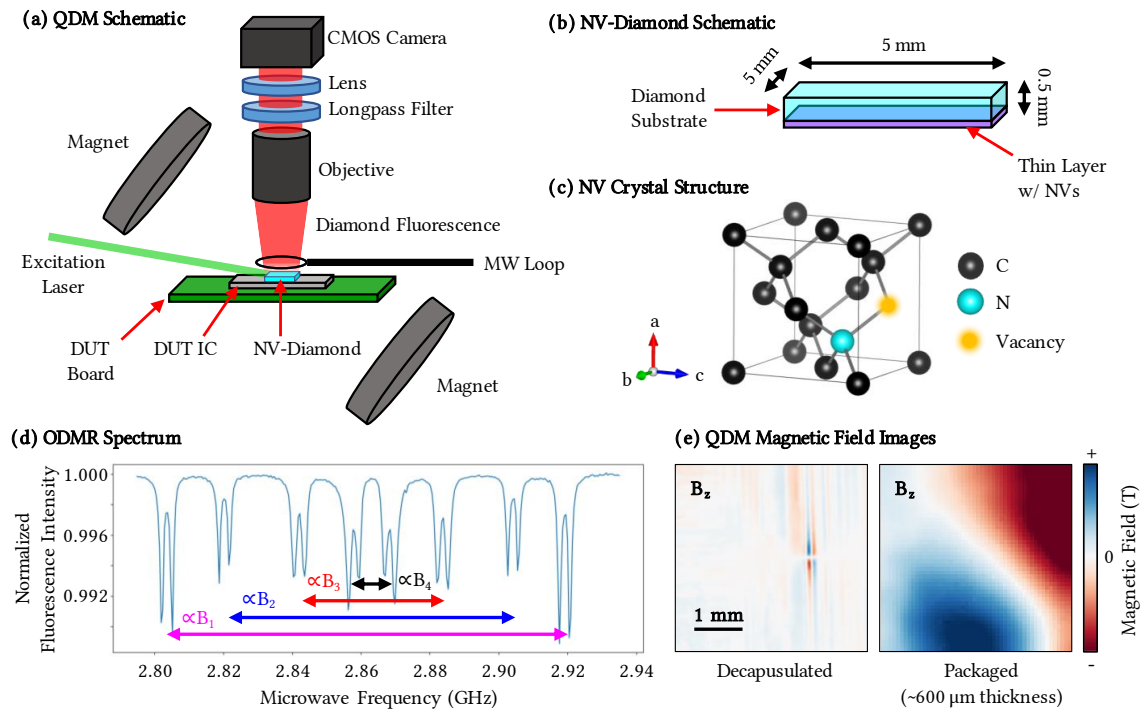 (a) QDM Schematic
CMOS Camera
Lens
Longpass Filter
Magnet
Objective
Diamond Fluorescence
Excitation
Laser
MW Loop
DUT
Board
DUT IC
NV-Diamond
Magnet
(b) NV-Diamond Schematic
5 mm
5 mm
0.5 mm
Diamond
Substrate
Thin Layer
w/ NVs
(c) NV Crystal Structure
C
N
Vacancy
a
b
c
(d) ODMR Spectrum
Normalized
Fluorescence Intensity
1.000
0.996
0.992
∝B₃
∝B₄
∝B₂
∝B₁
2.80
2.82
2.84
2.86
2.88
2.90
2.92
2.94
Microwave Frequency (GHz)
(e) QDM Magnetic Field Images
B_z
1 mm
Decapusulated
B_z
Packaged
(~600 µm thickness)
+
0
-
Magnetic Field (T)